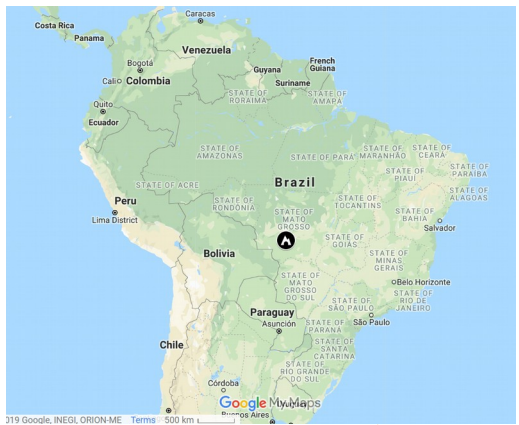 Caracas
Costa Rica
Panama
Venezuela
Bogotá
Guyana
French
Guiana
Cali
Colombia
Suriname
STATE OF
RORAIMA
STATE OF
AMAPÁ
Quito
Ecuador
STATE OF
AMAZONAS
STATE OF PARÁ
STATE OF
MARANHÃO
STATE OF
CEARÁ
STATE OF
PIAUÍ
STATE OF
PARAÍBA
STATE OF ACRE
Brazil
STATE OF
ALAGOAS
Peru
STATE OF
RONDÔNIA
STATE OF
TOCANTINS
Lima District
STATE OF
MATO
GROSSO
STATE OF
BAHIA
Salvador
Bolivia
STATE OF
GOIÁS
STATE OF
MINAS
GERAIS
STATE OF
MATO
GROSSO
DO SUL
Belo Horizonte
STATE OF
RIO DE
JANEIRO
Paraguay
STATE OF
SÃO PAULO
São Paulo
Asunción
STATE OF
PARANÁ
Chile
STATE OF
SANTA
CATARINA
STATE OF
RIO GRANDE
DO SUL
Córdoba
Google My Maps
Uruguay
Buenos Aires
019 Google, INEGI, ORION-ME
Terms
500 km